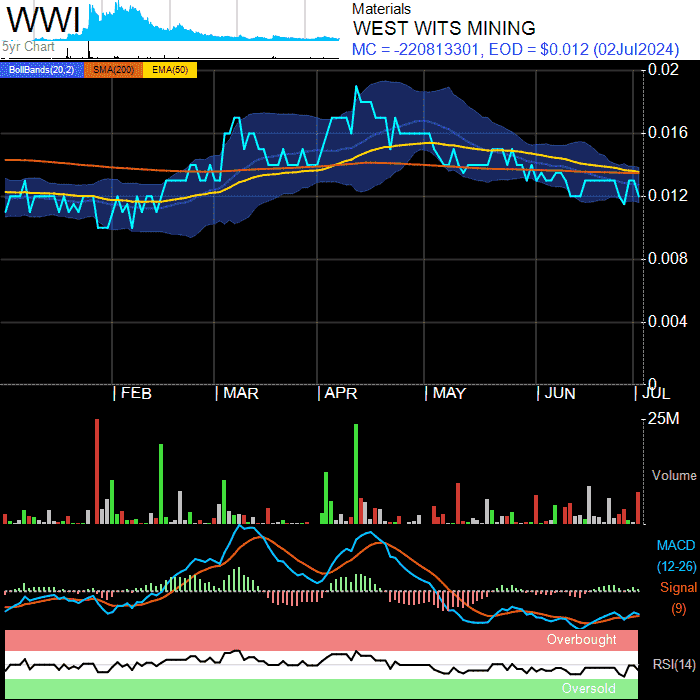 WWI
5yr Chart
Materials
WEST WITS MINING
MC = -220813301, EOD = $0.012 (02Jul2024)
BollBands(20,2) SMA(200) EMA(50)
0.02
0.016
0.012
0.008
0.004
0
FEB MAR APR MAY JUN JUL
25M
Volume
MACD
(12-26)
Signal
(9)
Overbought
RSI(14)
Oversold